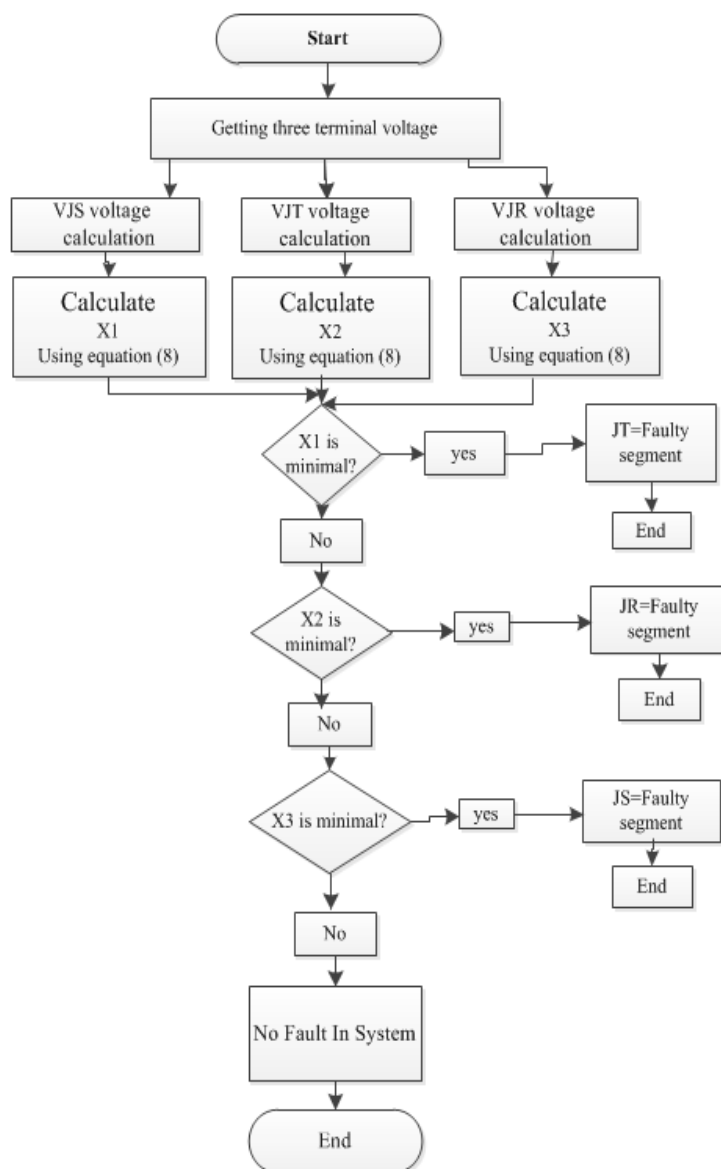 Start
Getting three terminal voltage
VJS voltage
calculation
VJT voltage
calculation
VJR voltage
calculation
Calculate
X1
Using equation (8)
Calculate
X2
Using equation (8)
Calculate
X3
Using equation (8)
X1 is
minimal?
yes
JT=Faulty
segment
End
No
X2 is
minimal?
yes
JR=Faulty
segment
End
No
X3 is minimal?
yes
JS=Faulty
segment
End
No
No Fault In System
End